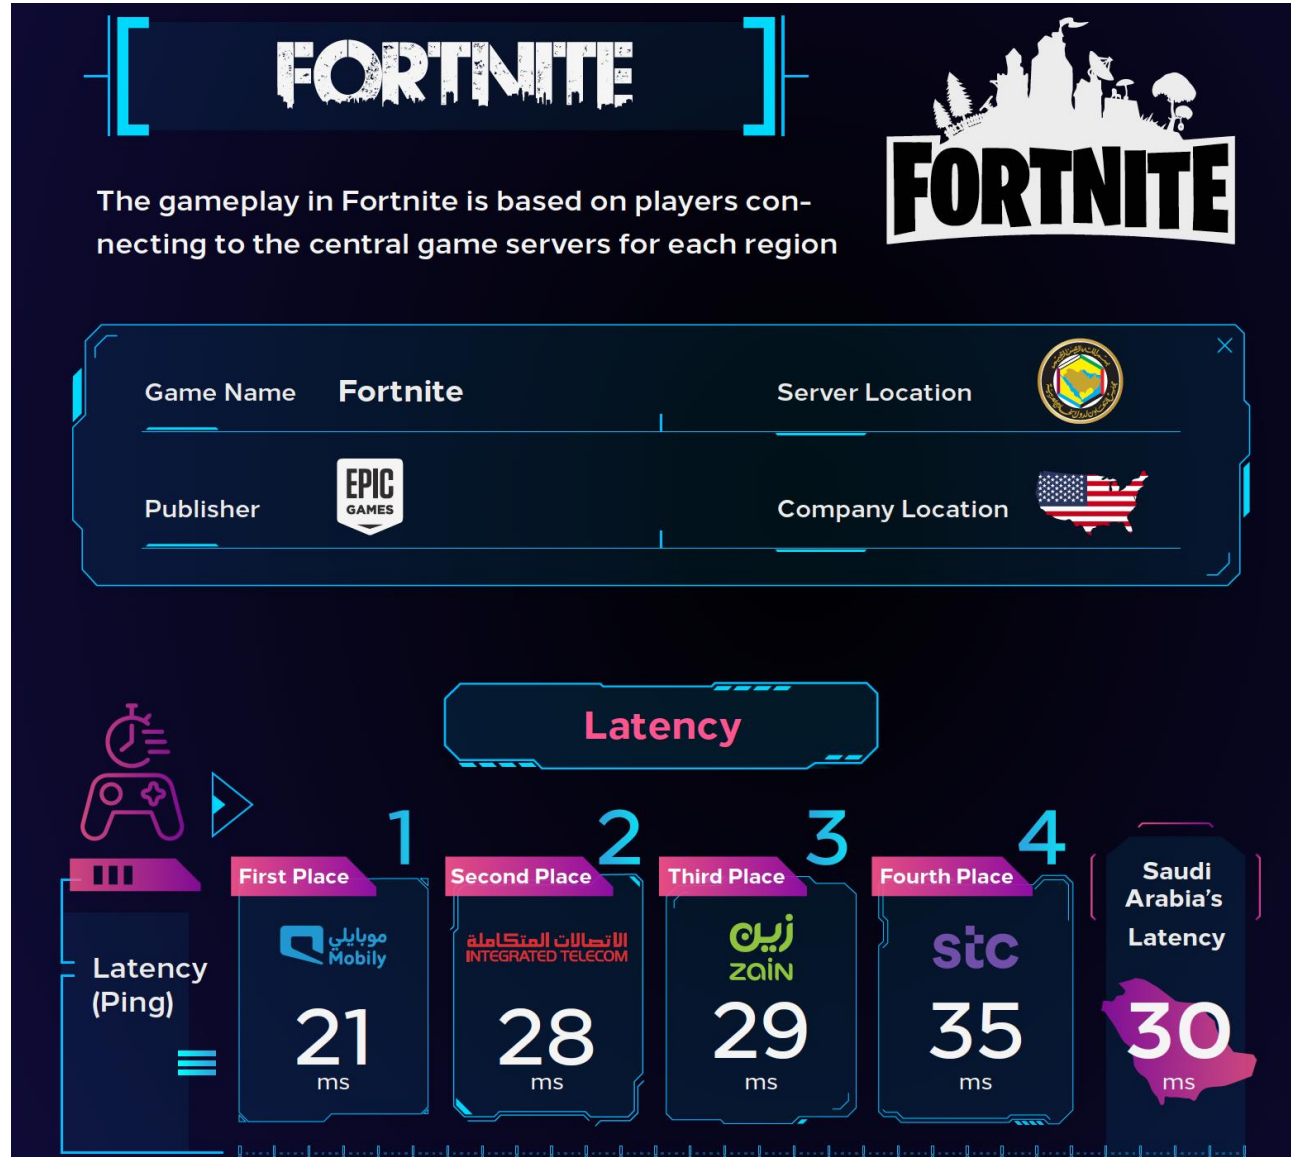 FORTNITE
FORTNITE
The gameplay in Fortnite is based on players con-
necting to the central game servers for each region
Game Name Fortnite
Server Location
Publisher
EPIC
GAMES
Company Location
Latency
1
2
3
4
First Place
Second Place
Third Place
Fourth Place
Saudi
Arabia's
Latency
موبايلي
Mobily
الاتصالات المتكاملة
INTEGRATED TELECOM
زين
zain
stc
Latency
(Ping)
21
ms
28
ms
29
ms
35
ms
30
ms